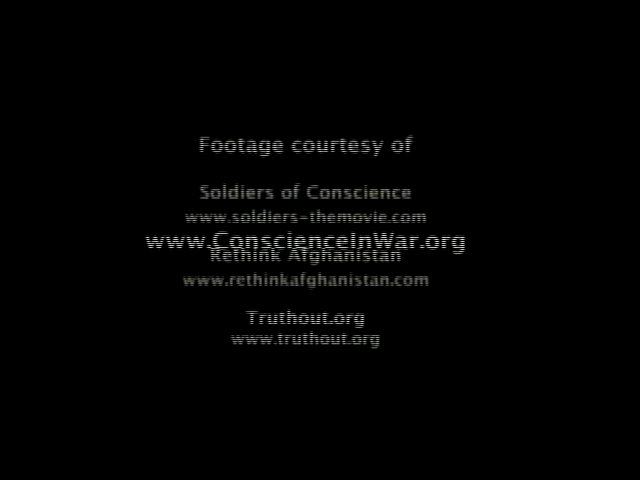 Footage courtesy of
Soldiers of Conscience
www.soldiers-themovie.com
www.ConscienceInWar.org
Rethink Afghanistan
www.rethinkafghanistan.com
Truthout.org
www.truthout.org